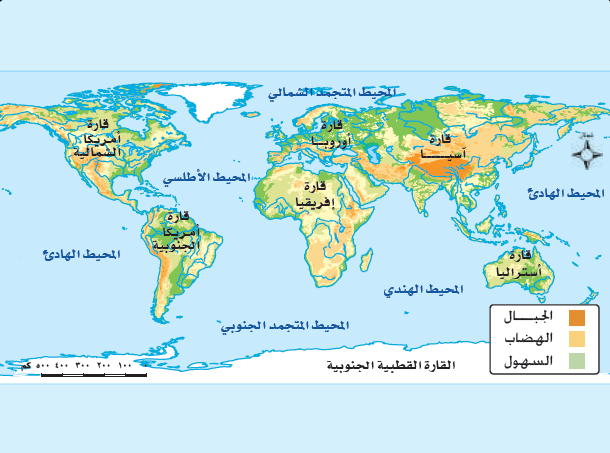 المحيط المتجمد الشمالي
قارة
أمريكا
الشمالية
قارة
أوروبا
قارة
آسيـــا
المحيط الأطلسي
قارة
إفريقيا
المحيط الهادئ
قارة
أمريكا
الجنوبية
المحيط الهادئ
قارة
أستراليا
المحيط الهندي
المحيط المتجمد الجنوبي
الجبـــال
الهضاب
السهول
القارة القطبية الجنوبية
١٠٠ ٢٠٠ ٣٠٠ ٤٠٠ ٥٠٠ كم